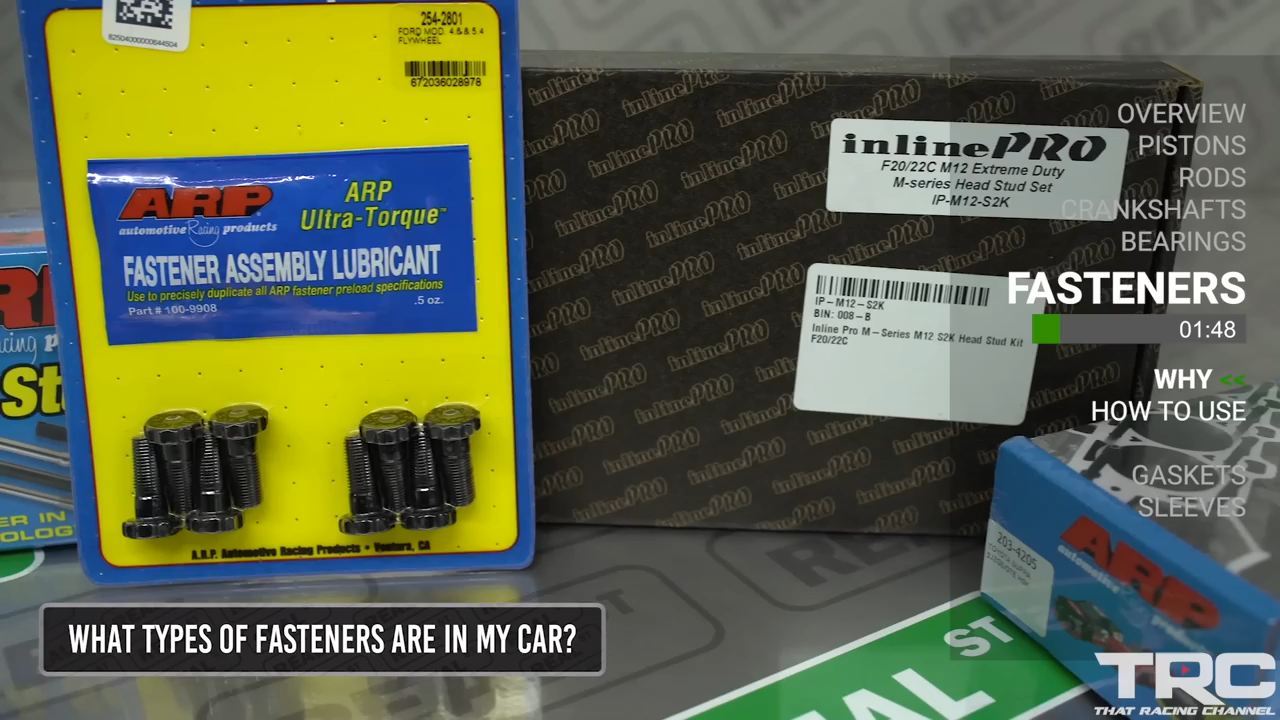 82504000000644504
254-2801
FORD MOD. 4.6 & 5.4
FLYWHEEL
672036028978
ARP
automotive Racing products
ARP
Ultra-Torque™
FASTENER ASSEMBLY LUBRICANT
Use to precisely duplicate all ARP fastener preload specifications
Part # 100-9908
.5 oz.
A.R.P. Automotive Racing Products • Ventura, CA
inlinePRO
F20/22C M12 Extreme Duty
M-series Head Stud Set
IP-M12-S2K
IP-M12-S2K
BIN: 008-B
Inline Pro M-Series M12 S2K Head Stud Kit
F20/22C
OVERVIEW
PISTONS
RODS
CRANKSHAFTS
BEARINGS
FASTENERS
01:48
WHY <<
HOW TO USE
GASKETS
SLEEVES
203-4205
ARP
automotive
ST
WHAT TYPES OF FASTENERS ARE IN MY CAR?
TRC
THAT RACING CHANNEL